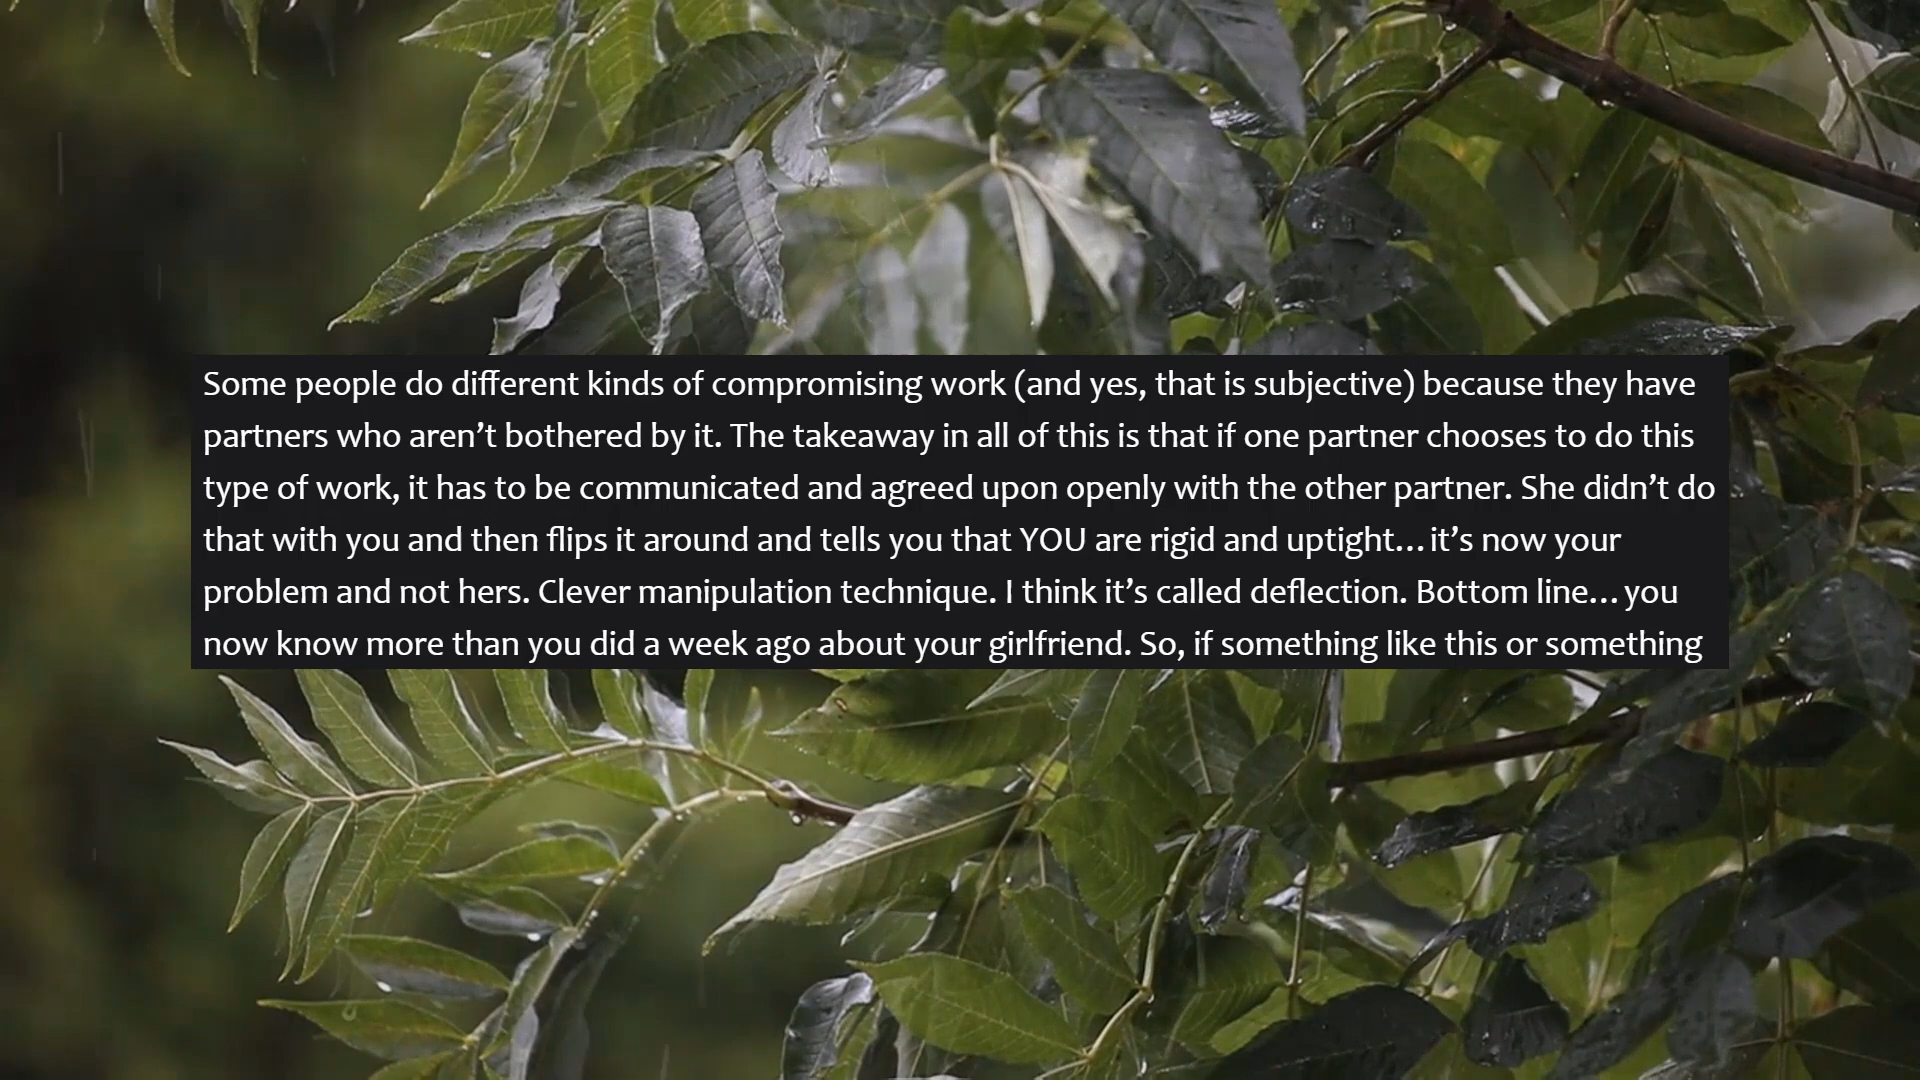 Some people do different kinds of compromising work (and yes, that is subjective) because they have
partners who aren’t bothered by it. The takeaway in all of this is that if one partner chooses to do this
type of work, it has to be communicated and agreed upon openly with the other partner. She didn’t do
that with you and then flips it around and tells you that YOU are rigid and uptight… it’s now your
problem and not hers. Clever manipulation technique. I think it’s called deflection. Bottom line… you
now know more than you did a week ago about your girlfriend. So, if something like this or something